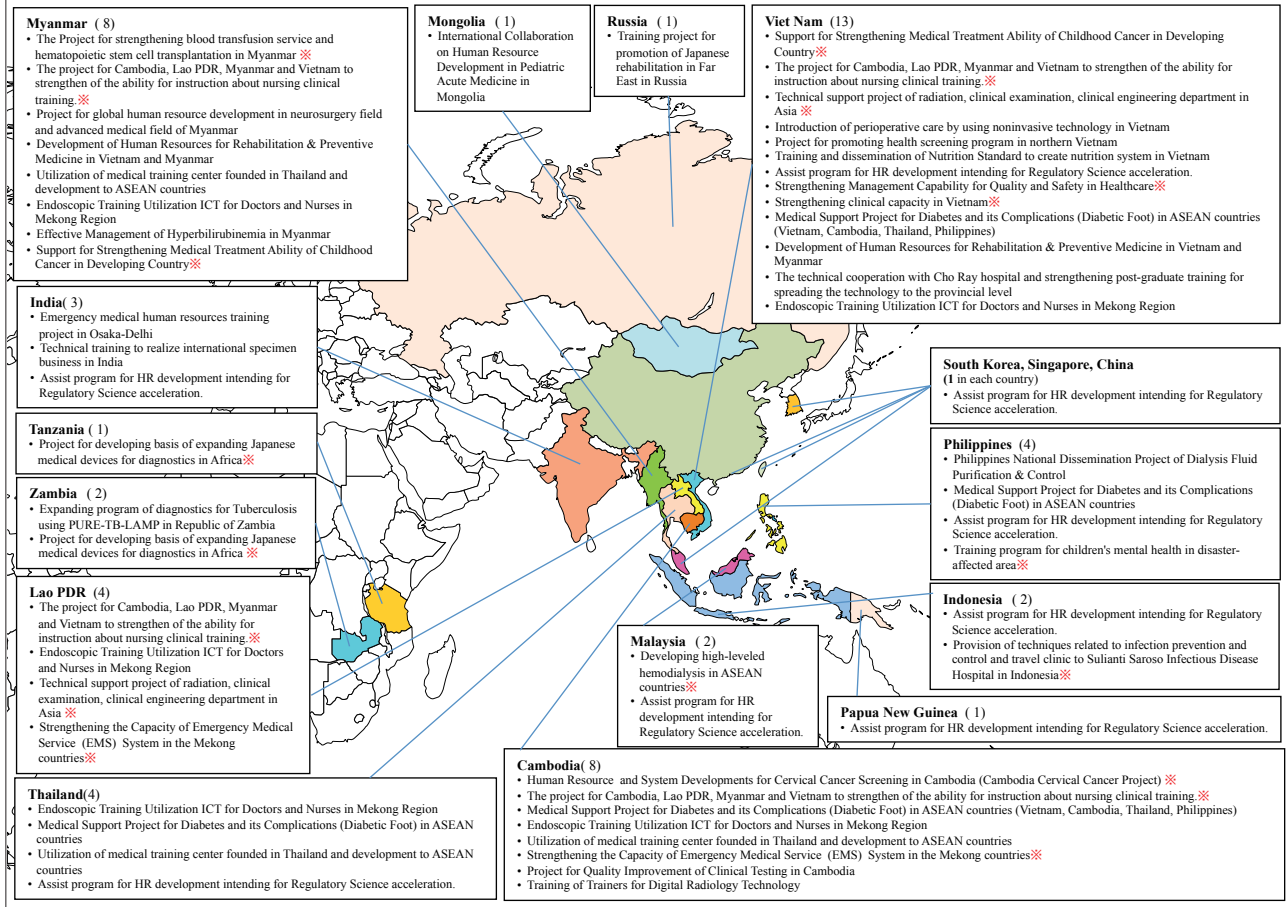 Myanmar ( 8)
• The Project for strengthening blood transfusion service and
hematopoietic stem cell transplantation in Myanmar ※
• The project for Cambodia, Lao PDR, Myanmar and Vietnam to
strengthen of the ability for instruction about nursing clinical
training.※
• Project for global human resource development in neurosurgery field
and advanced medical field of Myanmar
• Development of Human Resources for Rehabilitation & Preventive
Medicine in Vietnam and Myanmar
• Utilization of medical training center founded in Thailand and
development to ASEAN countries
• Endoscopic Training Utilization ICT for Doctors and Nurses in
Mekong Region
• Effective Management of Hyperbilirubinemia in Myanmar
• Support for Strengthening Medical Treatment Ability of Childhood
Cancer in Developing Country※
Mongolia ( 1)
• International Collaboration
on Human Resource
Development in Pediatric
Acute Medicine in
Mongolia
Russia ( 1)
• Training project for
promotion of Japanese
rehabilitation in Far
East in Russia
Viet Nam (13)
• Support for Strengthening Medical Treatment Ability of Childhood Cancer in Developing
Country※
• The project for Cambodia, Lao PDR, Myanmar and Vietnam to strengthen of the ability for
instruction about nursing clinical training.※
• Technical support project of radiation, clinical examination, clinical engineering department in
Asia ※
• Introduction of perioperative care by using noninvasive technology in Vietnam
• Project for promoting health screening program in northern Vietnam
• Training and dissemination of Nutrition Standard to create nutrition system in Vietnam
• Assist program for HR development intending for Regulatory Science acceleration.
• Strengthening Management Capability for Quality and Safety in Healthcare※
• Strengthening clinical capacity in Vietnam※
• Medical Support Project for Diabetes and its Complications (Diabetic Foot) in ASEAN countries
(Vietnam, Cambodia, Thailand, Philippines)
• Development of Human Resources for Rehabilitation & Preventive Medicine in Vietnam and
Myanmar
• The technical cooperation with Cho Ray hospital and strengthening post-graduate training for
spreading the technology to the provincial level
• Endoscopic Training Utilization ICT for Doctors and Nurses in Mekong Region
India( 3)
• Emergency medical human resources training
project in Osaka-Delhi
• Technical training to realize international specimen
business in India
• Assist program for HR development intending for
Regulatory Science acceleration.
Tanzania ( 1)
• Project for developing basis of expanding Japanese
medical devices for diagnostics in Africa※
Zambia ( 2)
• Expanding program of diagnostics for Tuberculosis
using PURE-TB-LAMP in Republic of Zambia
• Project for developing basis of expanding Japanese
medical devices for diagnostics in Africa ※
Lao PDR (4)
• The project for Cambodia, Lao PDR, Myanmar
and Vietnam to strengthen of the ability for
instruction about nursing clinical training.※
• Endoscopic Training Utilization ICT for Doctors
and Nurses in Mekong Region
• Technical support project of radiation, clinical
examination, clinical engineering department in
Asia ※
• Strengthening the Capacity of Emergency Medical
Service (EMS) System in the Mekong
countries※
South Korea, Singapore, China
(1 in each country)
• Assist program for HR development intending for Regulatory
Science acceleration.
Philippines (4)
• Philippines National Dissemination Project of Dialysis Fluid
Purification & Control
• Medical Support Project for Diabetes and its Complications
(Diabetic Foot) in ASEAN countries
• Assist program for HR development intending for Regulatory
Science acceleration.
• Training program for children's mental health in disaster-
affected area※
Indonesia ( 2)
• Assist program for HR development intending for Regulatory
Science acceleration.
• Provision of techniques related to infection prevention and
control and travel clinic to Sulianti Saroso Infectious Disease
Hospital in Indonesia※
Malaysia ( 2)
• Developing high-leveled
hemodialysis in ASEAN
countries※
• Assist program for HR
development intending for
Regulatory Science acceleration.
Papua New Guinea ( 1)
• Assist program for HR development intending for Regulatory Science acceleration.
Thailand(4)
• Endoscopic Training Utilization ICT for Doctors and Nurses in Mekong Region
• Medical Support Project for Diabetes and its Complications (Diabetic Foot) in ASEAN
countries
• Utilization of medical training center founded in Thailand and development to ASEAN
countries
• Assist program for HR development intending for Regulatory Science acceleration.
Cambodia( 8)
• Human Resource and System Developments for Cervical Cancer Screening in Cambodia (Cambodia Cervical Cancer Project) ※
• The project for Cambodia, Lao PDR, Myanmar and Vietnam to strengthen of the ability for instruction about nursing clinical training.※
• Medical Support Project for Diabetes and its Complications (Diabetic Foot) in ASEAN countries (Vietnam, Cambodia, Thailand, Philippines)
• Endoscopic Training Utilization ICT for Doctors and Nurses in Mekong Region
• Utilization of medical training center founded in Thailand and development to ASEAN countries
• Strengthening the Capacity of Emergency Medical Service (EMS) System in the Mekong countries※
• Project for Quality Improvement of Clinical Testing in Cambodia
• Training of Trainers for Digital Radiology Technology